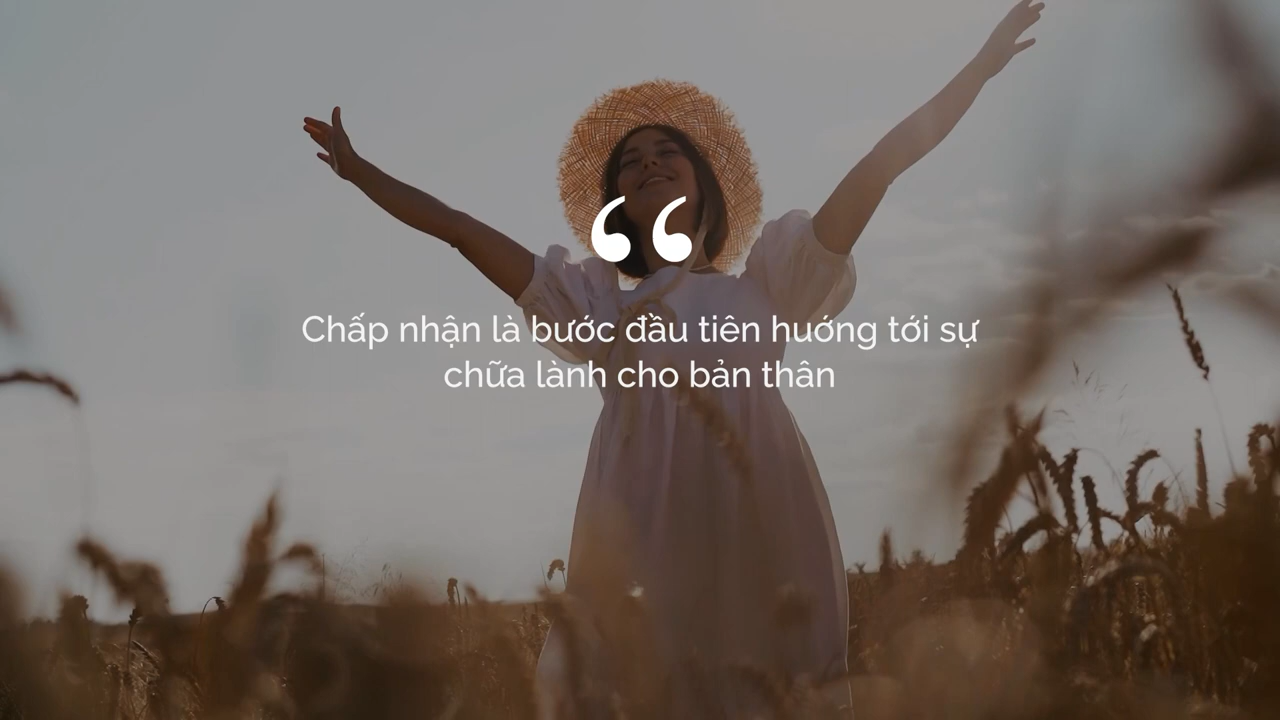 “
Chấp nhận là bước đầu tiên hướng tới sự
chữa lành cho bản thân